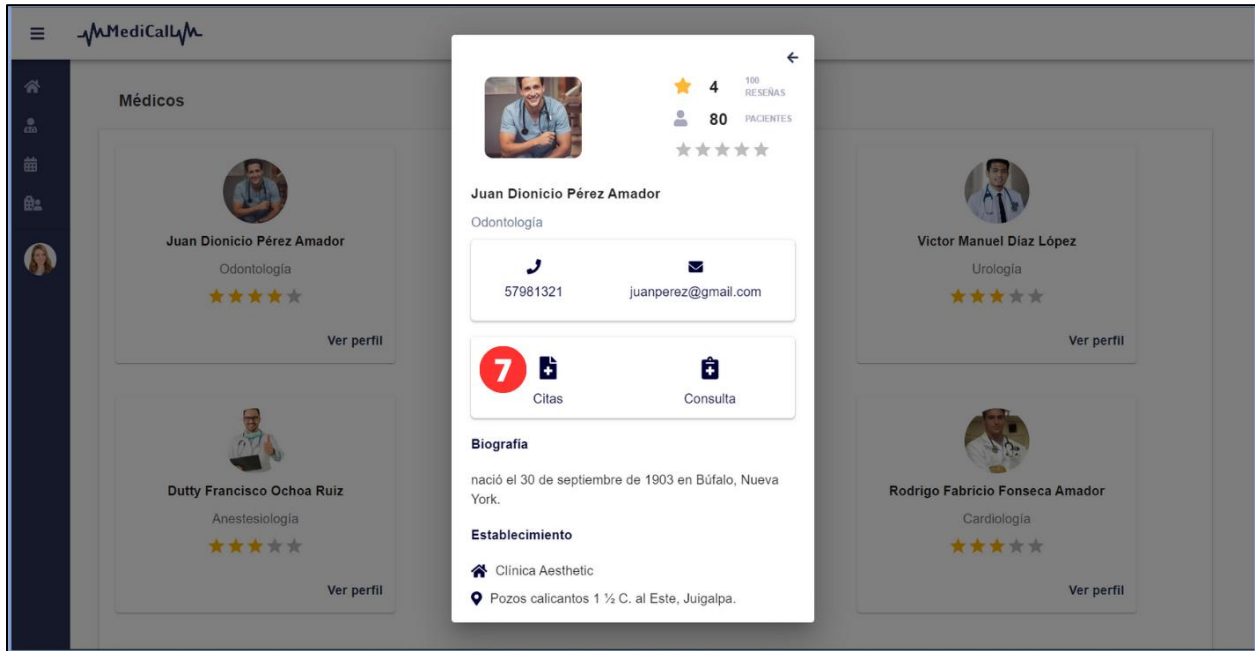 MediCall
Médicos
Juan Dionicio Pérez Amador
Odontología
Ver perfil
Dutty Francisco Ochoa Ruiz
Anestesiología
Ver perfil
4 100
RESEÑAS
80 PACIENTES
Juan Dionicio Pérez Amador
Odontología
57981321 juanperez@gmail.com
7
Citas Consulta
Biografía
nació el 30 de septiembre de 1903 en Búfalo, Nueva
York.
Establecimiento
Clínica Aesthetic
Pozos calicantos 1 ½ C. al Este, Juigalpa.
Victor Manuel Díaz López
Urología
Ver perfil
Rodrigo Fabricio Fonseca Amador
Cardiología
Ver perfil